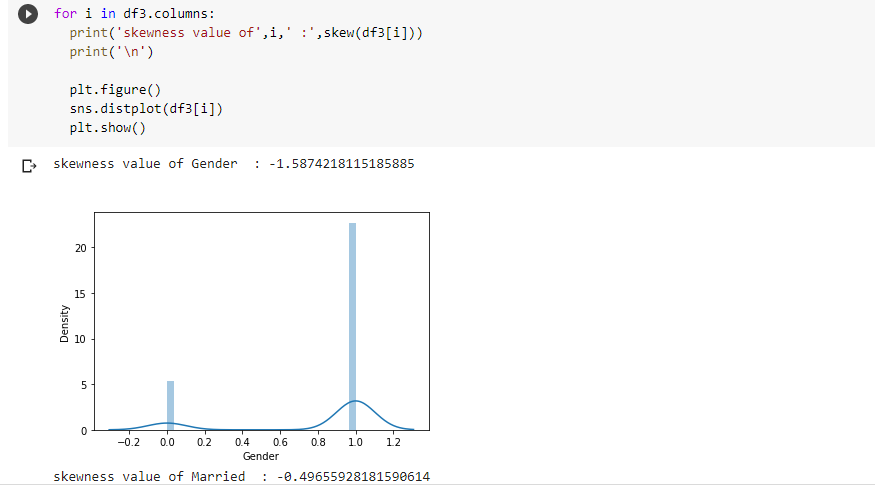 for i in df3.columns:
print('skewness value of',i,' :',skew(df3[i]))
print('\n')
plt.figure()
sns.distplot(df3[i])
plt.show()
skewness value of Gender  : -1.5874218115185885
20
15
10
5
0
Density
−0.2 0.0 0.2 0.4 0.6 0.8 1.0 1.2
Gender
skewness value of Married  : -0.49655928181590614